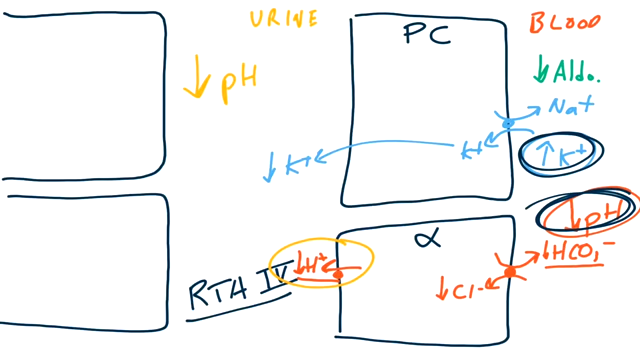 URINE
BLOOD
PC
↓ pH
↓ Aldo.
Na+
↓ K+
K+
↑ K+
↓ pH
α
↓ HCO3-
↓ H+
RTA IV
↓ Cl-